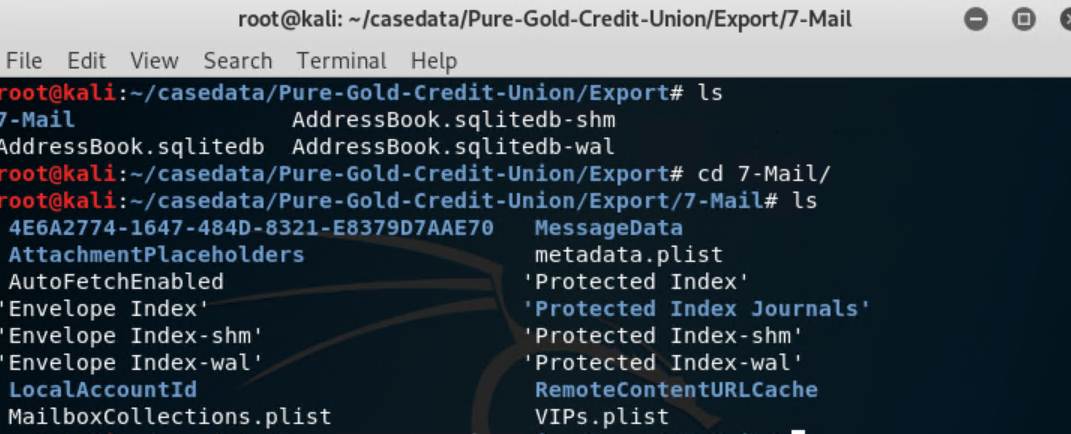 root@kali: ~/casedata/Pure-Gold-Credit-Union/Export/7-Mail
File Edit View Search Terminal Help
root@kali:~/casedata/Pure-Gold-Credit-Union/Export# ls
7-Mail AddressBook.sqlitedb-shm
AddressBook.sqlitedb AddressBook.sqlitedb-wal
root@kali:~/casedata/Pure-Gold-Credit-Union/Export# cd 7-Mail/
root@kali:~/casedata/Pure-Gold-Credit-Union/Export/7-Mail# ls
4E6A2774-1647-484D-8321-E8379D7AAE70 MessageData
AttachmentPlaceholders metadata.plist
AutoFetchEnabled 'Protected Index'
'Envelope Index' 'Protected Index Journals'
'Envelope Index-shm' 'Protected Index-shm'
'Envelope Index-wal' 'Protected Index-wal'
LocalAccountId RemoteContentURLCache
MailboxCollections.plist VIPs.plist